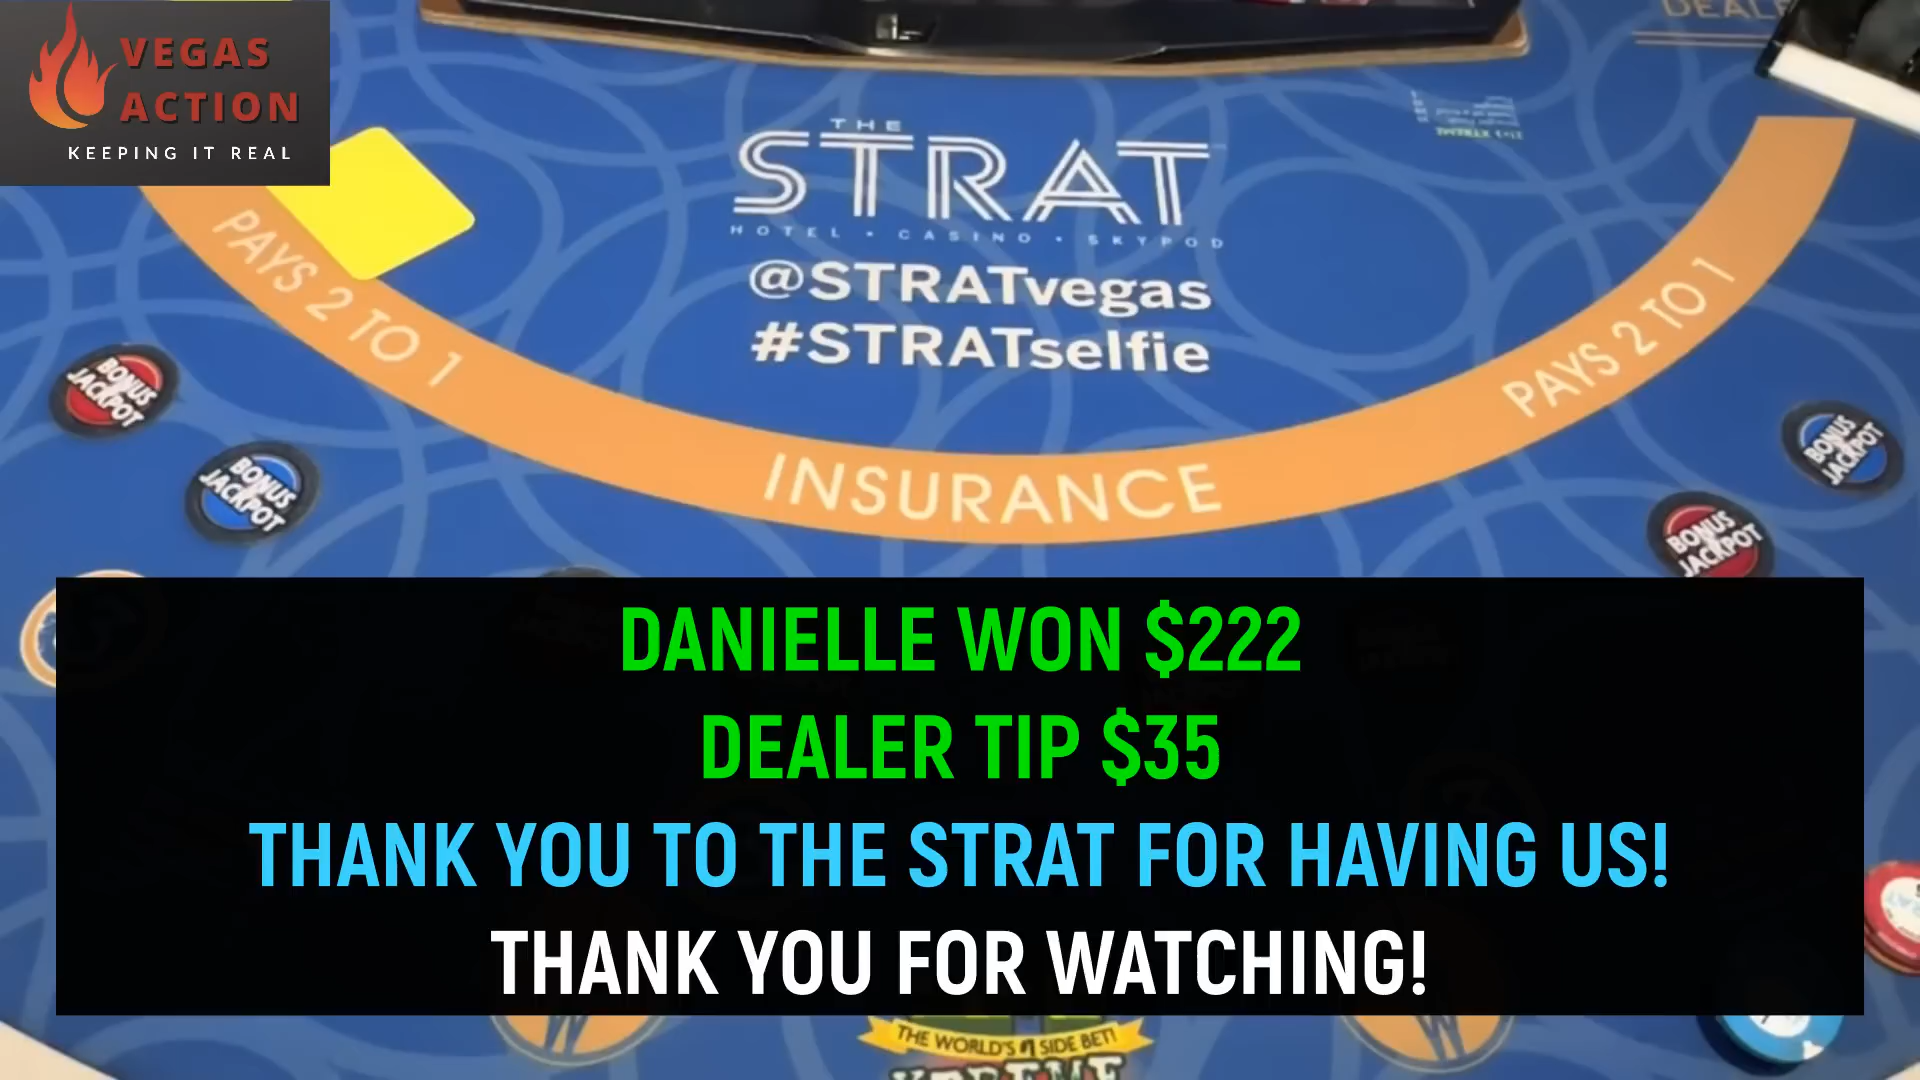 VEGAS
ACTION
KEEPING IT REAL
DEALE
THE
STRAT
HOTEL • CASINO • SKYPOD
@STRATvegas
#STRATselfie
PAYS 2 TO 1
INSURANCE
PAYS 2 TO 1
BONUS
JACKPOT
BONUS
JACKPOT
BONUS
JACKPOT
BONUS
JACKPOT
DANIELLE WON $222
DEALER TIP $35
THANK YOU TO THE STRAT FOR HAVING US!
THANK YOU FOR WATCHING!
THE WORLD'S #1 SIDE BET!
XTREME